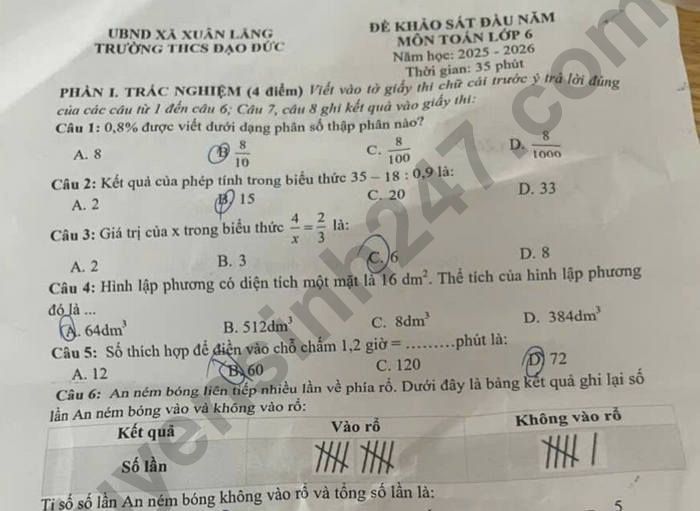 UBND XÃ XUÂN LÃNG
TRƯỜNG THCS ĐẠO ĐỨC
ĐỀ KHẢO SÁT ĐẦU NĂM
MÔN TOÁN LỚP 6
Năm học: 2025 - 2026
Thời gian: 35 phút
PHẦN I. TRẮC NGHIỆM (4 điểm) Viết vào tờ giấy thi chữ cái trước ý trả lời đúng
của các câu từ 1 đến câu 6; Câu 7, câu 8 ghi kết quả vào giấy thi:
Câu 1: 0,8% được viết dưới dạng phân số thập phân nào?
A. 8 B 8/10 C. 8/100 D. 8/1000
Câu 2: Kết quả của phép tính trong biểu thức 35 – 18 : 0,9 là:
A. 2 B. 15 C. 20 D. 33
Câu 3: Giá trị của x trong biểu thức 4/x = 2/3 là:
A. 2 B. 3 C. 6 D. 8
Câu 4: Hình lập phương có diện tích một mặt là 16 dm². Thể tích của hình lập phương
đó là ...
A. 64dm³ B. 512dm³ C. 8dm³ D. 384dm³
Câu 5: Số thích hợp để điền vào chỗ chấm 1,2 giờ = .........phút là:
A. 12 B. 60 C. 120 D 72
Câu 6: An ném bóng liên tiếp nhiều lần về phía rổ. Dưới đây là bảng kết quả ghi lại số
lần An ném bóng vào và không vào rổ:
Kết quả Vào rổ Không vào rổ
Số lần
Tỉ số số lần An ném bóng không vào rổ và tổng số lần là:
5
tuyensinh247.com